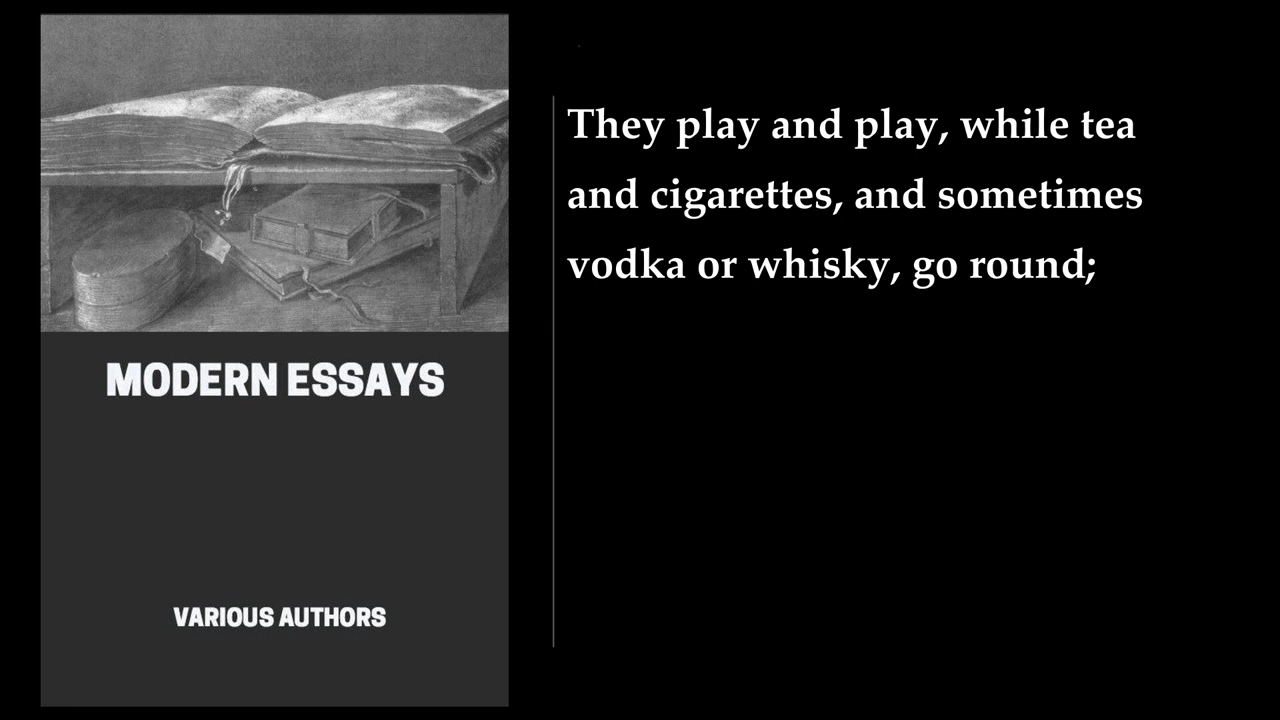 MODERN ESSAYS
VARIOUS AUTHORS
They play and play, while tea
and cigarettes, and sometimes
vodka or whisky, go round;